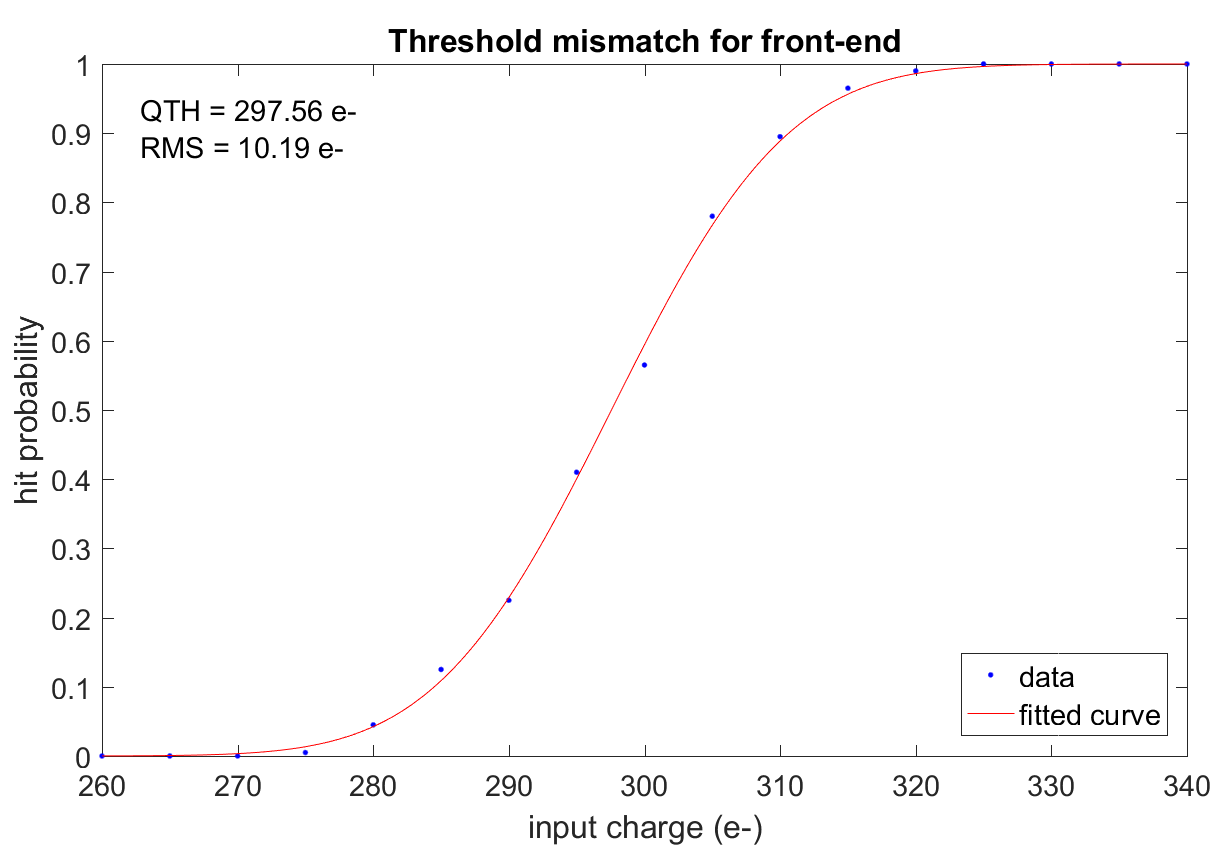 Threshold mismatch for front-end
QTH = 297.56 e-
RMS = 10.19 e-
1
0.9
0.8
0.7
0.6
0.5
0.4
0.3
0.2
0.1
0
hit probability
data
fitted curve
260 270 280 290 300 310 320 330 340
input charge (e-)